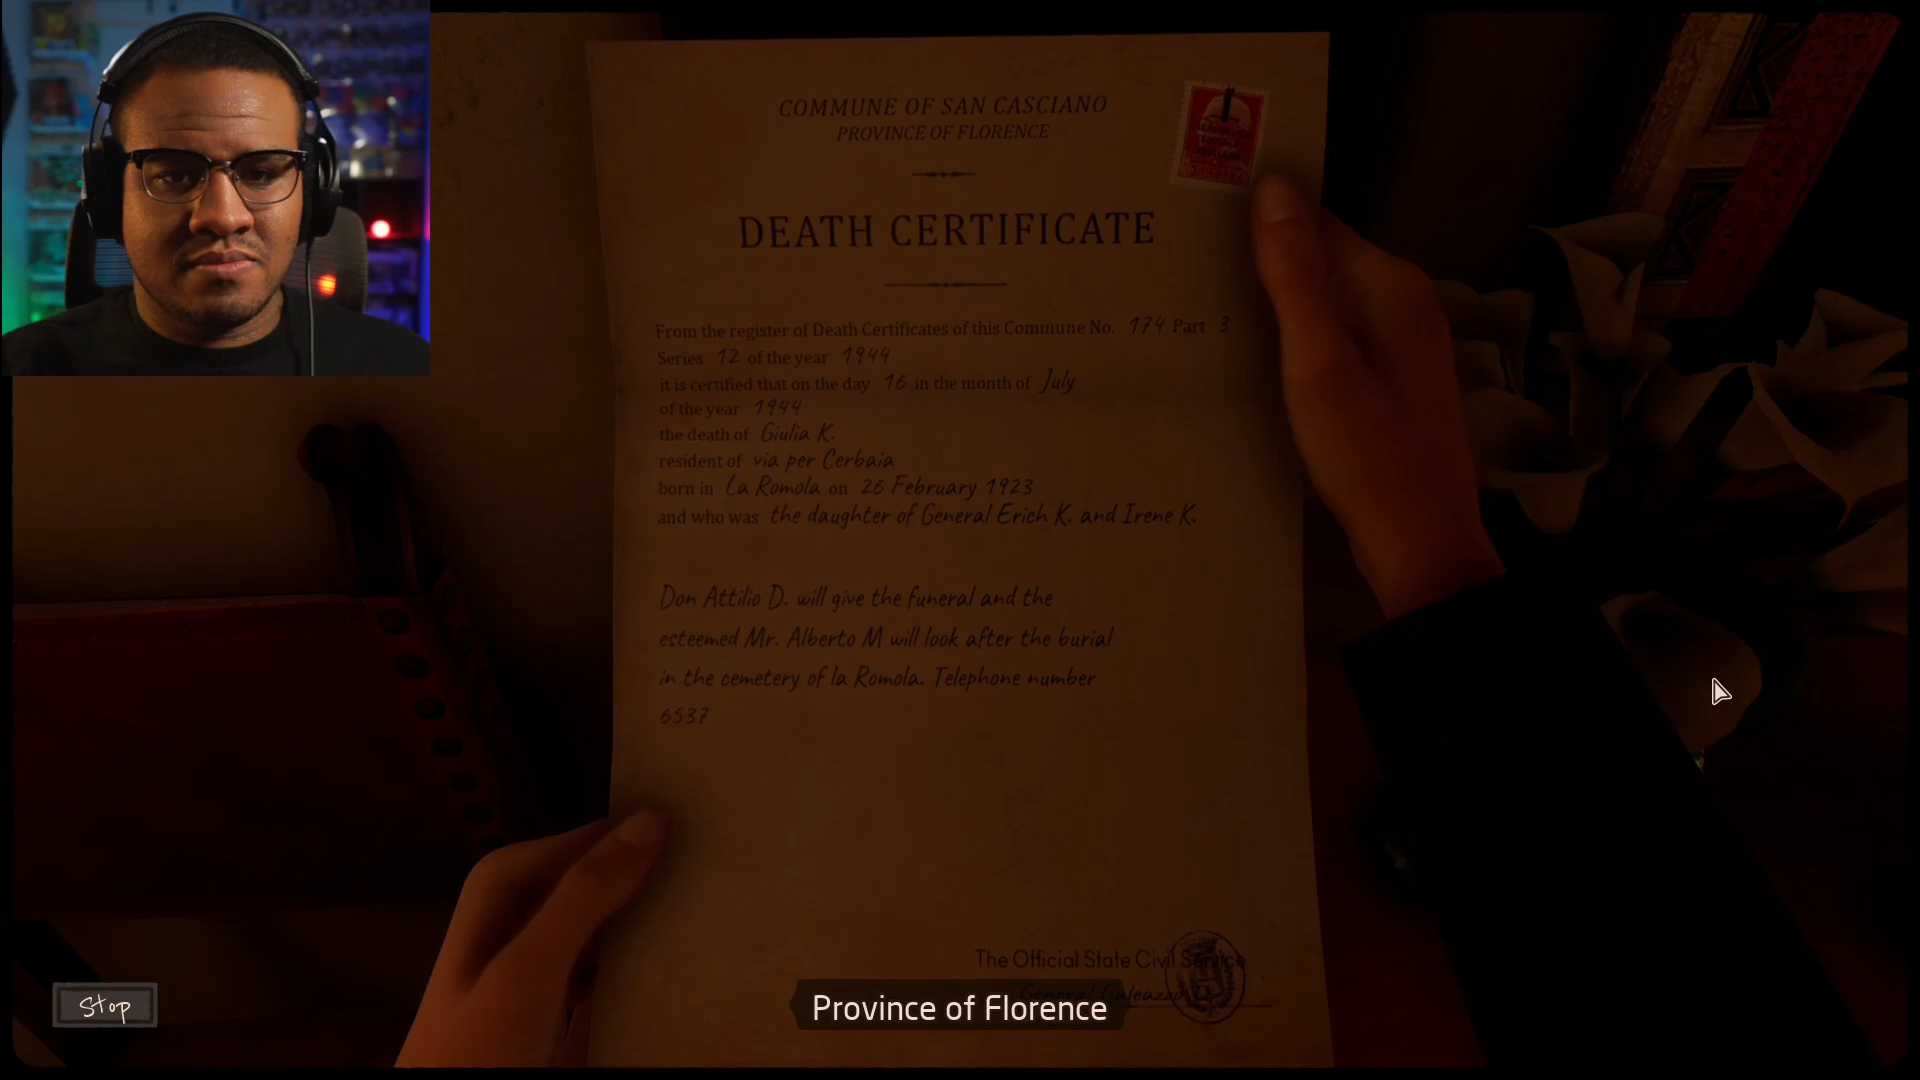 COMMUNE OF SAN CASCIANO
PROVINCE OF FLORENCE
DEATH CERTIFICATE
From the register of Death Certificates of this Commune No. 174 Part 3
Series 12 of the year 1944
it is certified that on the day 16 in the month of July
of the year 1944
the death of Giulia K.
resident of via per Cerbaia
born in La Romola on 26 February 1923
and who was the daughter of General Erich K. and Irene K.
Don Attilio D. will give the funeral and the
esteemed Mr. Alberto M will look after the burial
in the cemetery of la Romola. Telephone number
6537
The Official State Civil Service
General Galeazzo
Stop
Province of Florence